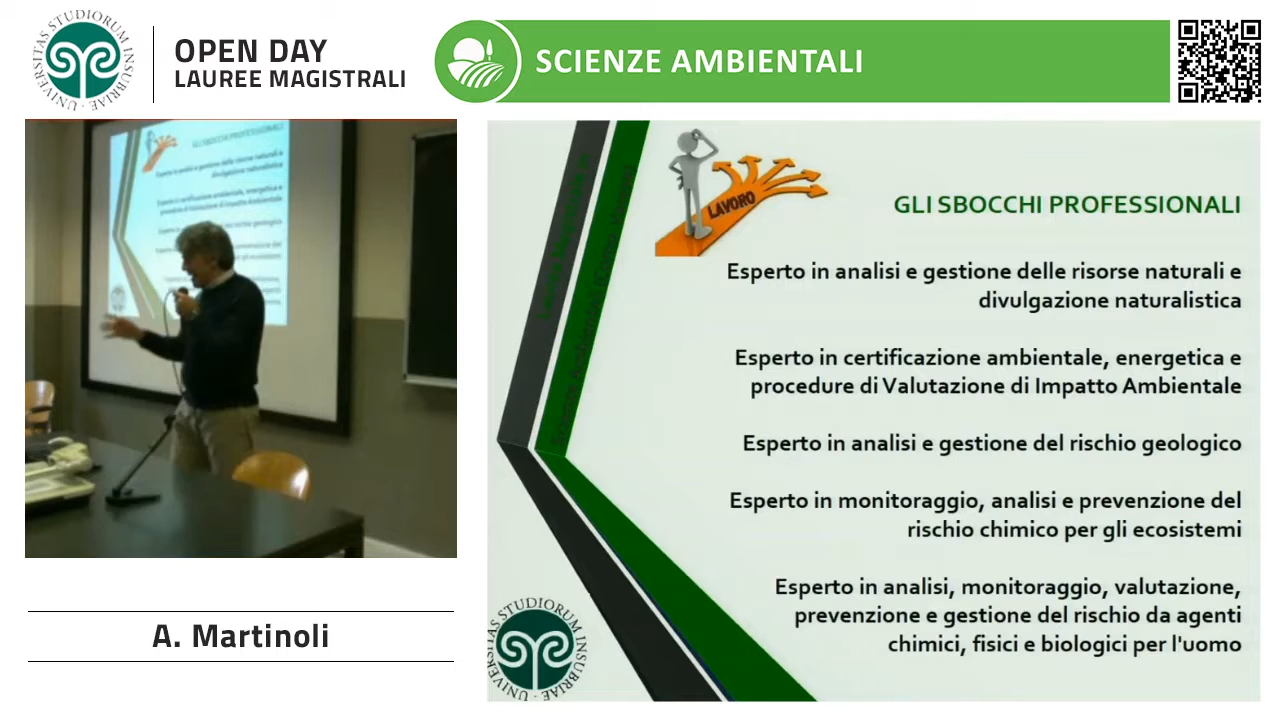 UNIVERSITAS STUDIORUM INSUBRIAE
OPEN DAY
LAUREE MAGISTRALI
SCIENZE AMBIENTALI
LAVORO
GLI SBOCCHI PROFESSIONALI
Esperto in analisi e gestione delle risorse naturali e
divulgazione naturalistica
Esperto in certificazione ambientale, energetica e
procedure di Valutazione di Impatto Ambientale
Esperto in analisi e gestione del rischio geologico
Esperto in monitoraggio, analisi e prevenzione del
rischio chimico per gli ecosistemi
Esperto in analisi, monitoraggio, valutazione,
prevenzione e gestione del rischio da agenti
chimici, fisici e biologici per l'uomo
UNIVERSITAS STUDIORUM INSUBRIAE
GLI SBOCCHI PROFESSIONALI
A. Martinoli